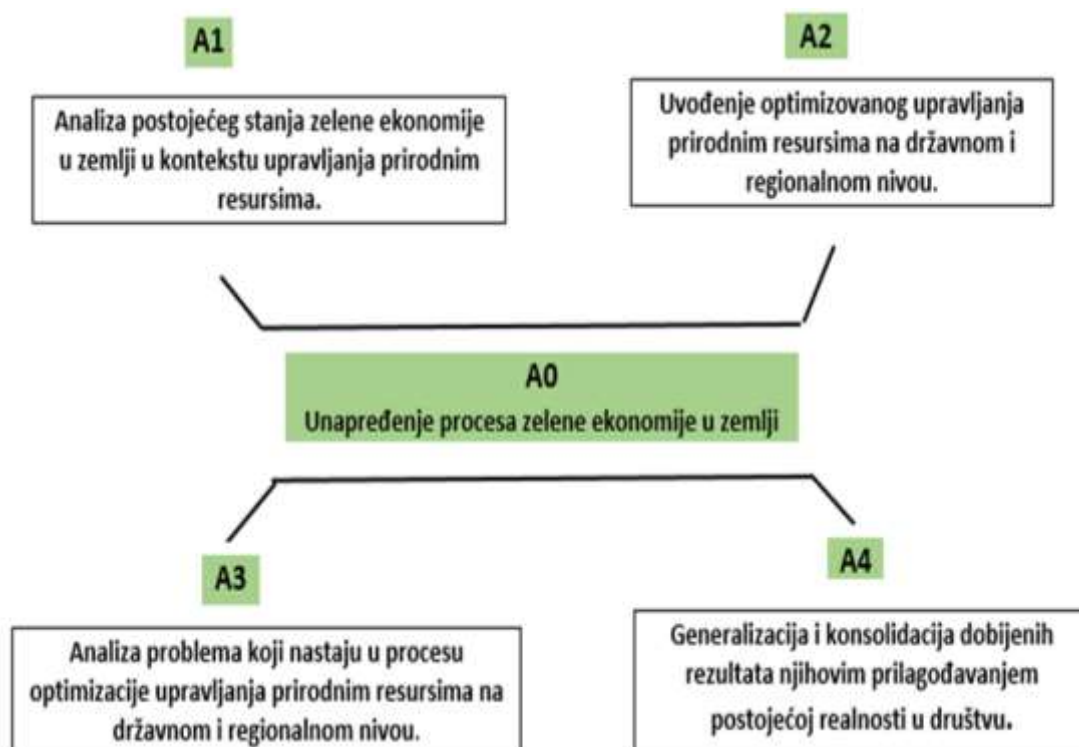 A1
Analiza postojećeg stanja zelene ekonomije
u zemlji u kontekstu upravljanja prirodnim
resursima.
A2
Uvođenje optimizovanog upravljanja
prirodnim resursima na državnom i
regionalnom nivou.
A0
Unapređenje procesa zelene ekonomije u zemlji
A3
Analiza problema koji nastaju u procesu
optimizacije upravljanja prirodnim resursima na
državnom i regionalnom nivou.
A4
Generalizacija i konsolidacija dobijenih
rezultata njihovim prilagođavanjem
postojećoj realnosti u društvu.